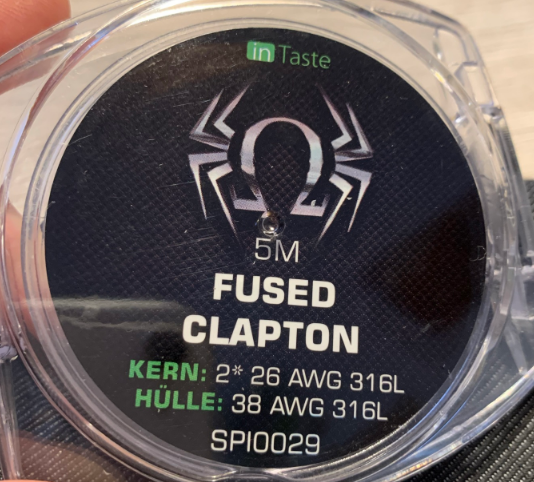 in Taste
Ω
5M
FUSED
CLAPTON
KERN: 2* 26 AWG 316L
HÜLLE: 38 AWG 316L
SPI0029